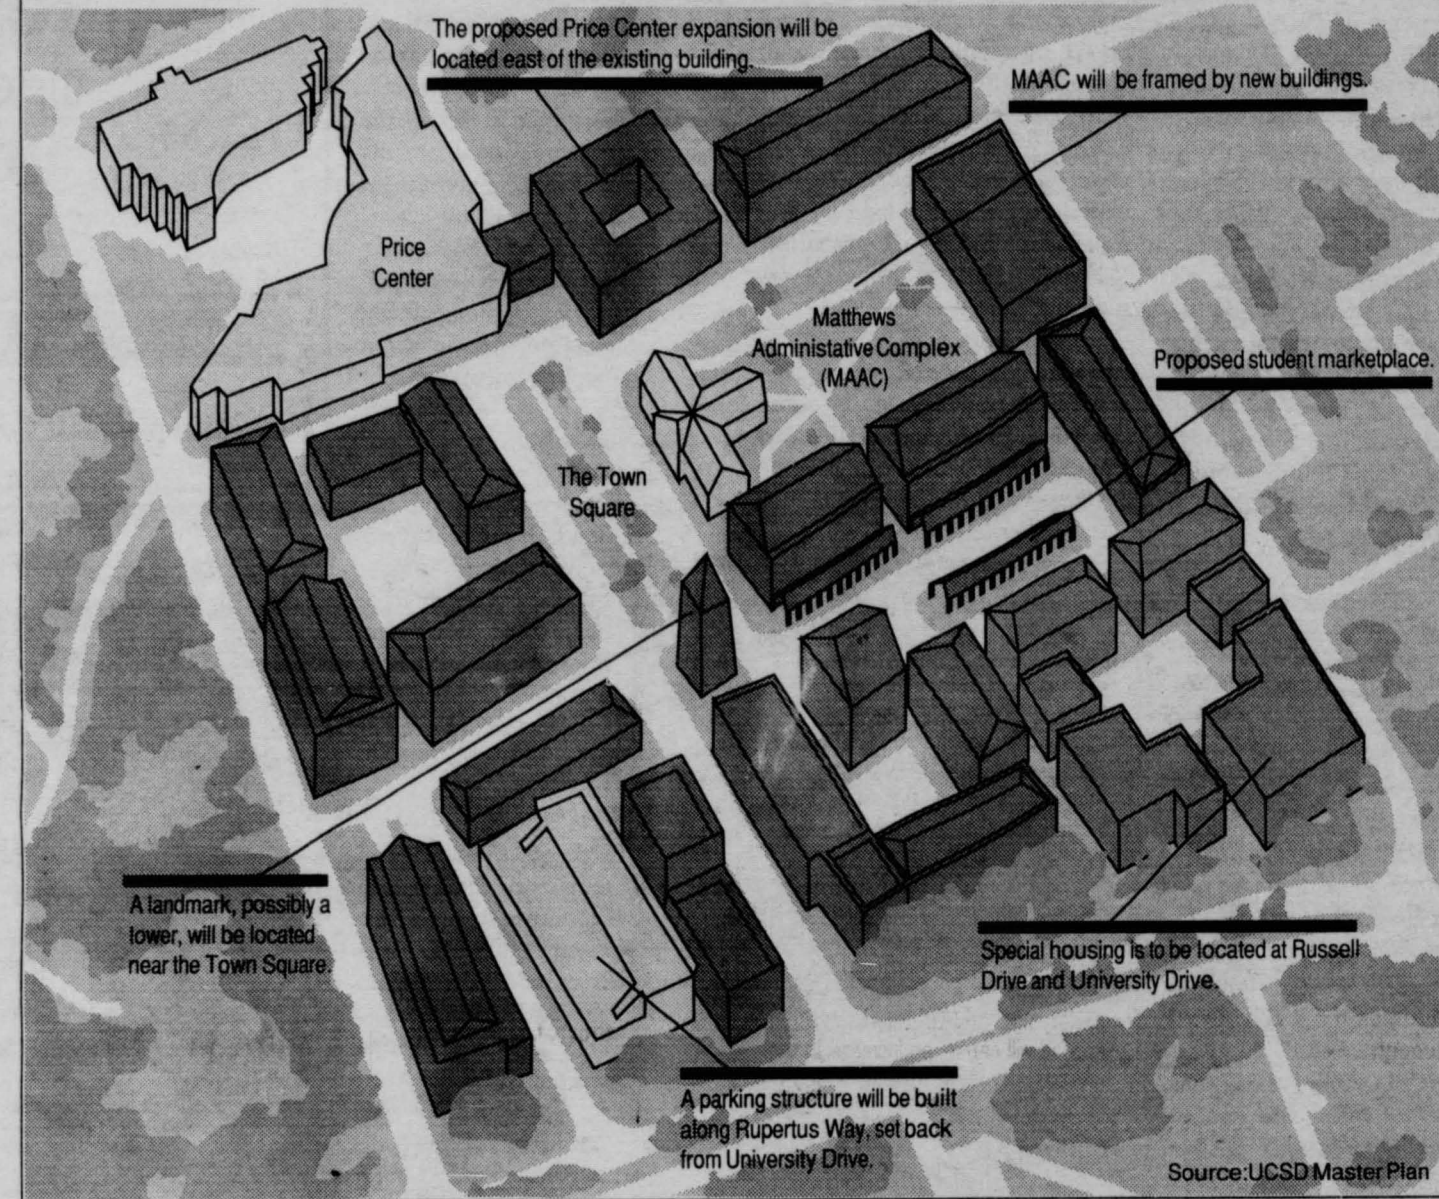 The proposed Price Center expansion will be
located east of the existing building.
MAAC will be framed by new buildings.
Price
Center
Matthews
Administative Complex
(MAAC)
Proposed student marketplace.
The Town
Square
A landmark, possibly a
lower, will be located
near the Town Square.
Special housing is to be located at Russell
Drive and University Drive.
A parking structure will be built
along Rupertus Way, set back
from University Drive.
Source:UCSD Master Plan